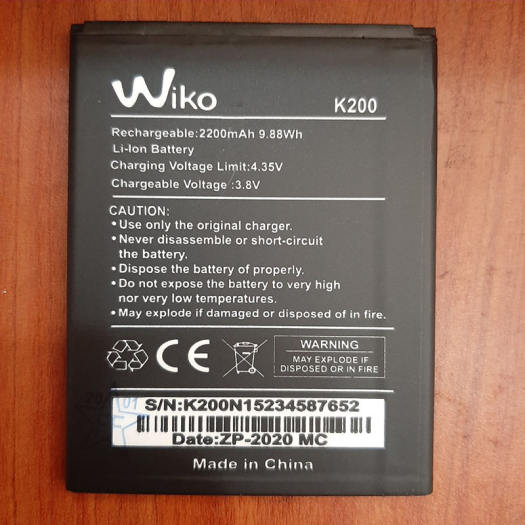 Wiko
K200
Rechargeable:2200mAh 9.88Wh
Li-Ion Battery
Charging Voltage Limit:4.35V
Chargeable Voltage :3.8V
CAUTION:
• Use only the original charger.
• Never disassemble or short-circuit
the battery.
• Dispose the battery of properly.
• Do not expose the battery to very high
nor very low temperatures.
• May explode if damaged or disposed of in fire.
CE
WARNING
MAY EXPLODE IF
DISPOSED OR IN FIRE
S/N:K200N15234587652
Date:ZP-2020 MC
Made in China